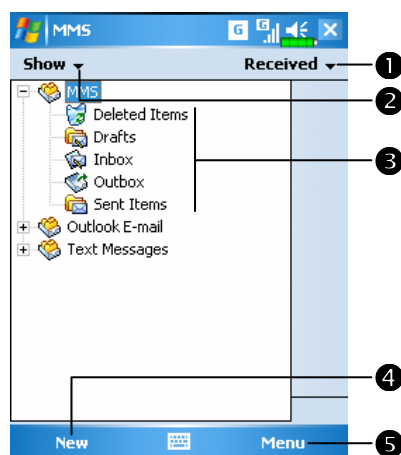 MMS G G
Show Received 1
2
MMS
Deleted Items
Drafts
Inbox 3
Outbox
Sent Items
Outlook E-mail
Text Messages
4
New Menu 5